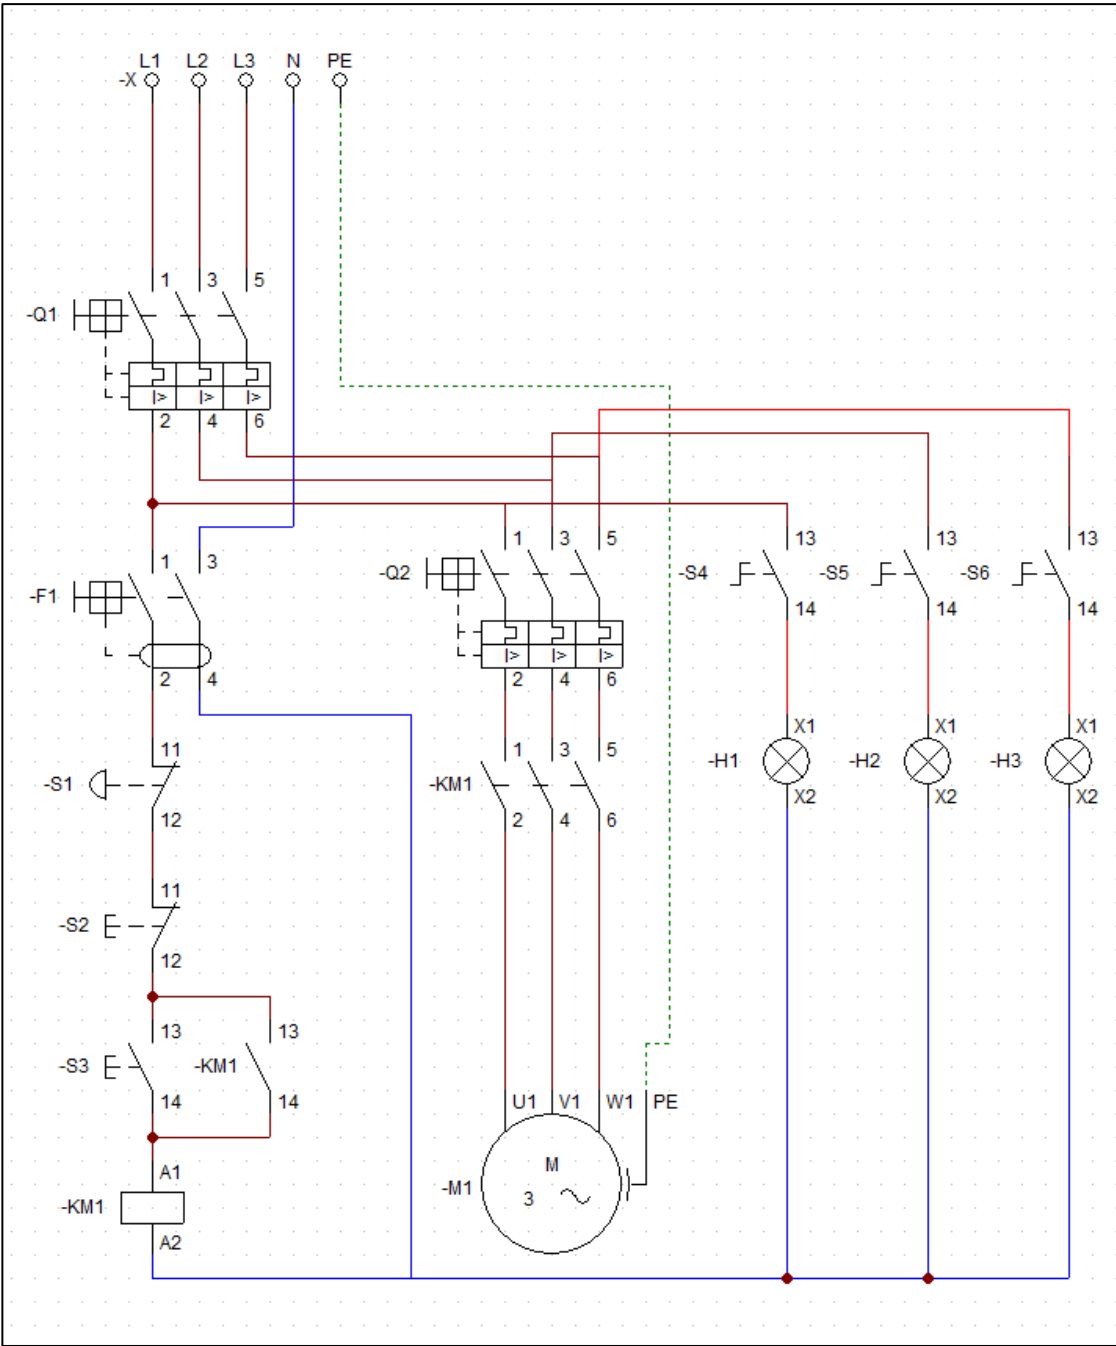 L1 L2 L3 N PE
-X
1 3 5
-Q1
I> I> I>
2 4 6
1 3 1 3 5 13 13 13
-Q2 -S4 -S5 -S6
-F1
14 14 14
I> I> I>
2 4 2 4 6
X1 X1 X1
11 1 3 5
-H1 -H2 -H3
-S1 -KM1
X2 X2 X2
12 2 4 6
11
-S2
12
13 13
-S3 -KM1
14 14 U1 V1 W1 PE
M
A1
-M1
3
-KM1
A2